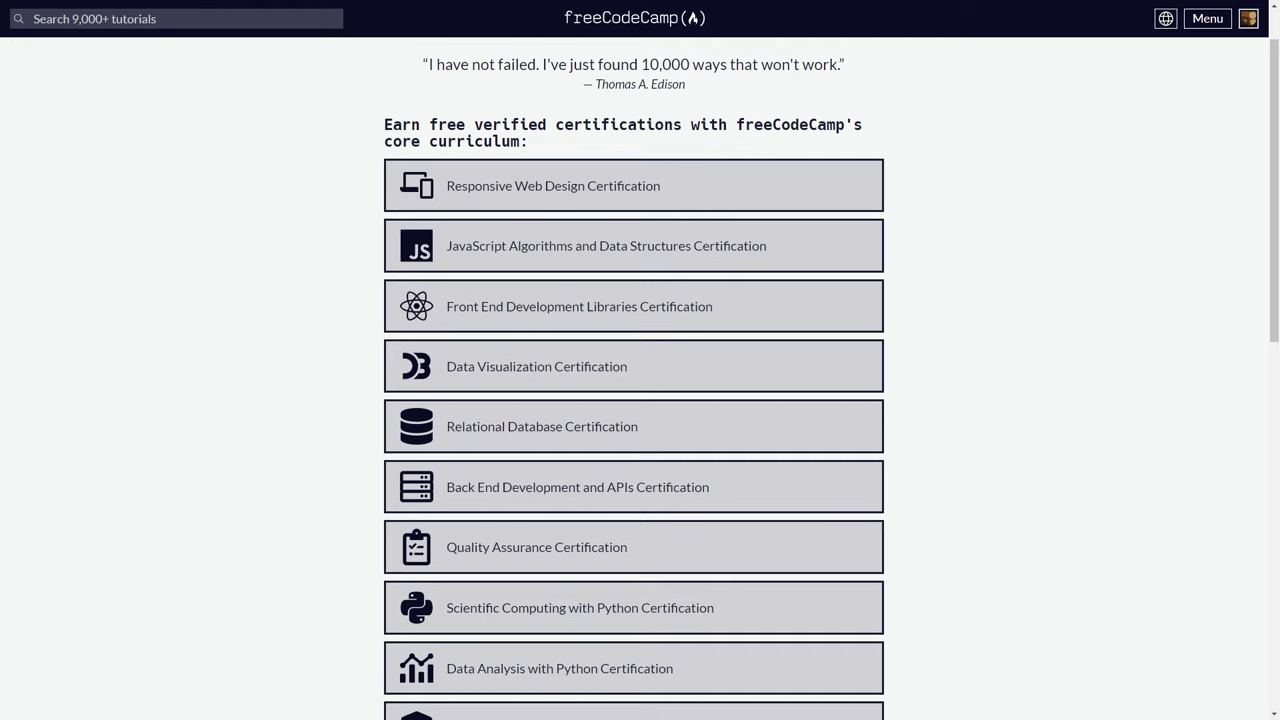 Search 9,000+ tutorials
freeCodeCamp
Menu
“I have not failed. I've just found 10,000 ways that won't work.”
— Thomas A. Edison
Earn free verified certifications with freeCodeCamp's
core curriculum:
Responsive Web Design Certification
JS
JavaScript Algorithms and Data Structures Certification
Front End Development Libraries Certification
Data Visualization Certification
Relational Database Certification
Back End Development and APIs Certification
Quality Assurance Certification
Scientific Computing with Python Certification
Data Analysis with Python Certification